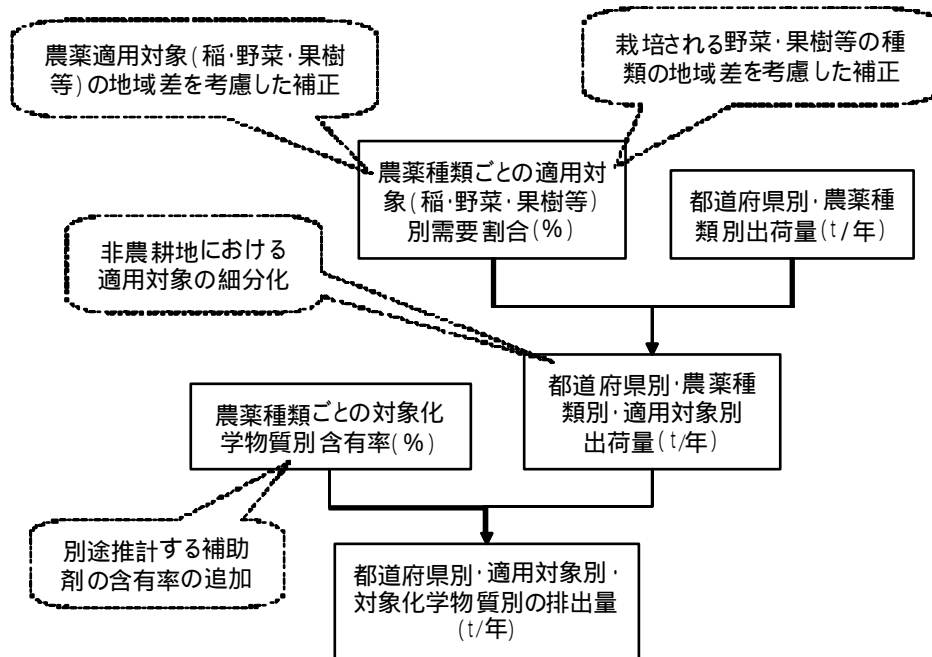 農薬適用対象(稲・野菜・果樹
等)の地域差を考慮した補正
栽培される野菜・果樹等の種
類の地域差を考慮した補正
農薬種類ごとの適用対
象(稲・野菜・果樹等)
別需要割合(%)
都道府県別・農薬種
類別出荷量(t/年)
非農耕地における
適用対象の細分化
農薬種類ごとの対象化
学物質別含有率(%)
都道府県別・農薬種
類別・適用対象別
出荷量(t/年)
別途推計する補助
剤の含有率の追加
都道府県別・適用対象別・
対象化学物質別の排出量
(t/年)